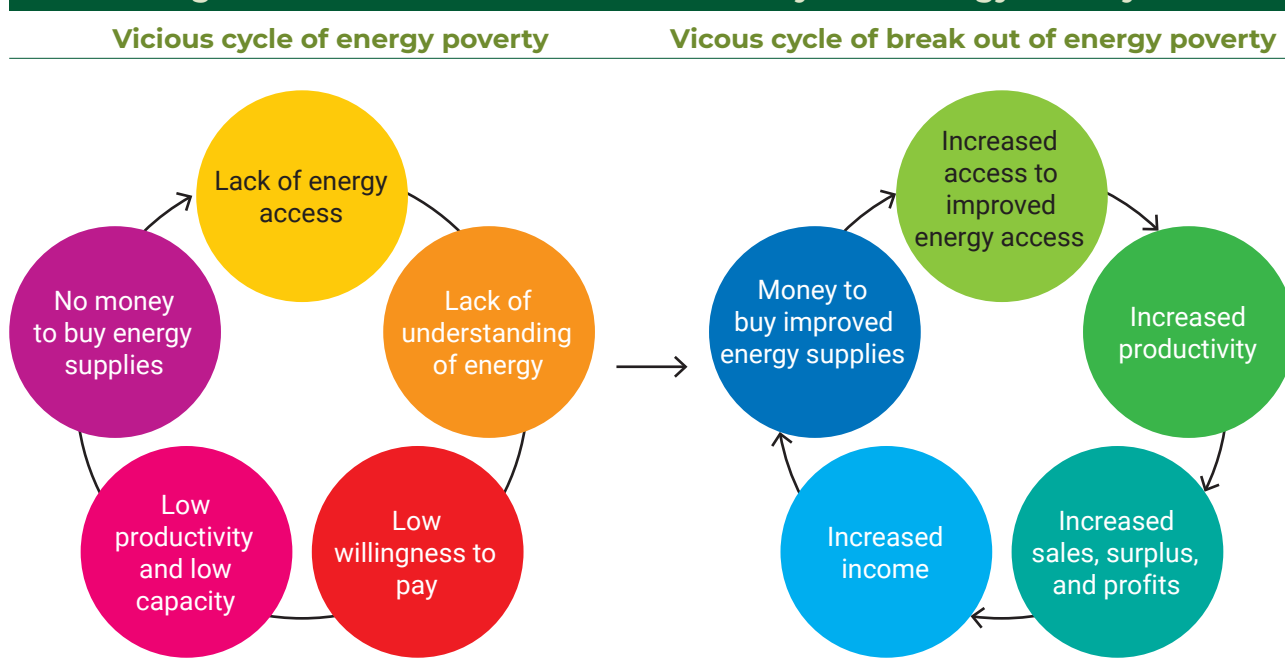 Vicious cycle of energy poverty
Vicous cycle of break out of energy poverty
Lack of energy
access
Lack of
understanding
of energy
Low
willingness to
pay
Low
productivity
and low
capacity
No money
to buy energy
supplies
Increased
access to
improved
energy access
Increased
productivity
Increased
sales, surplus,
and profits
Increased
income
Money to
buy improved
energy supplies